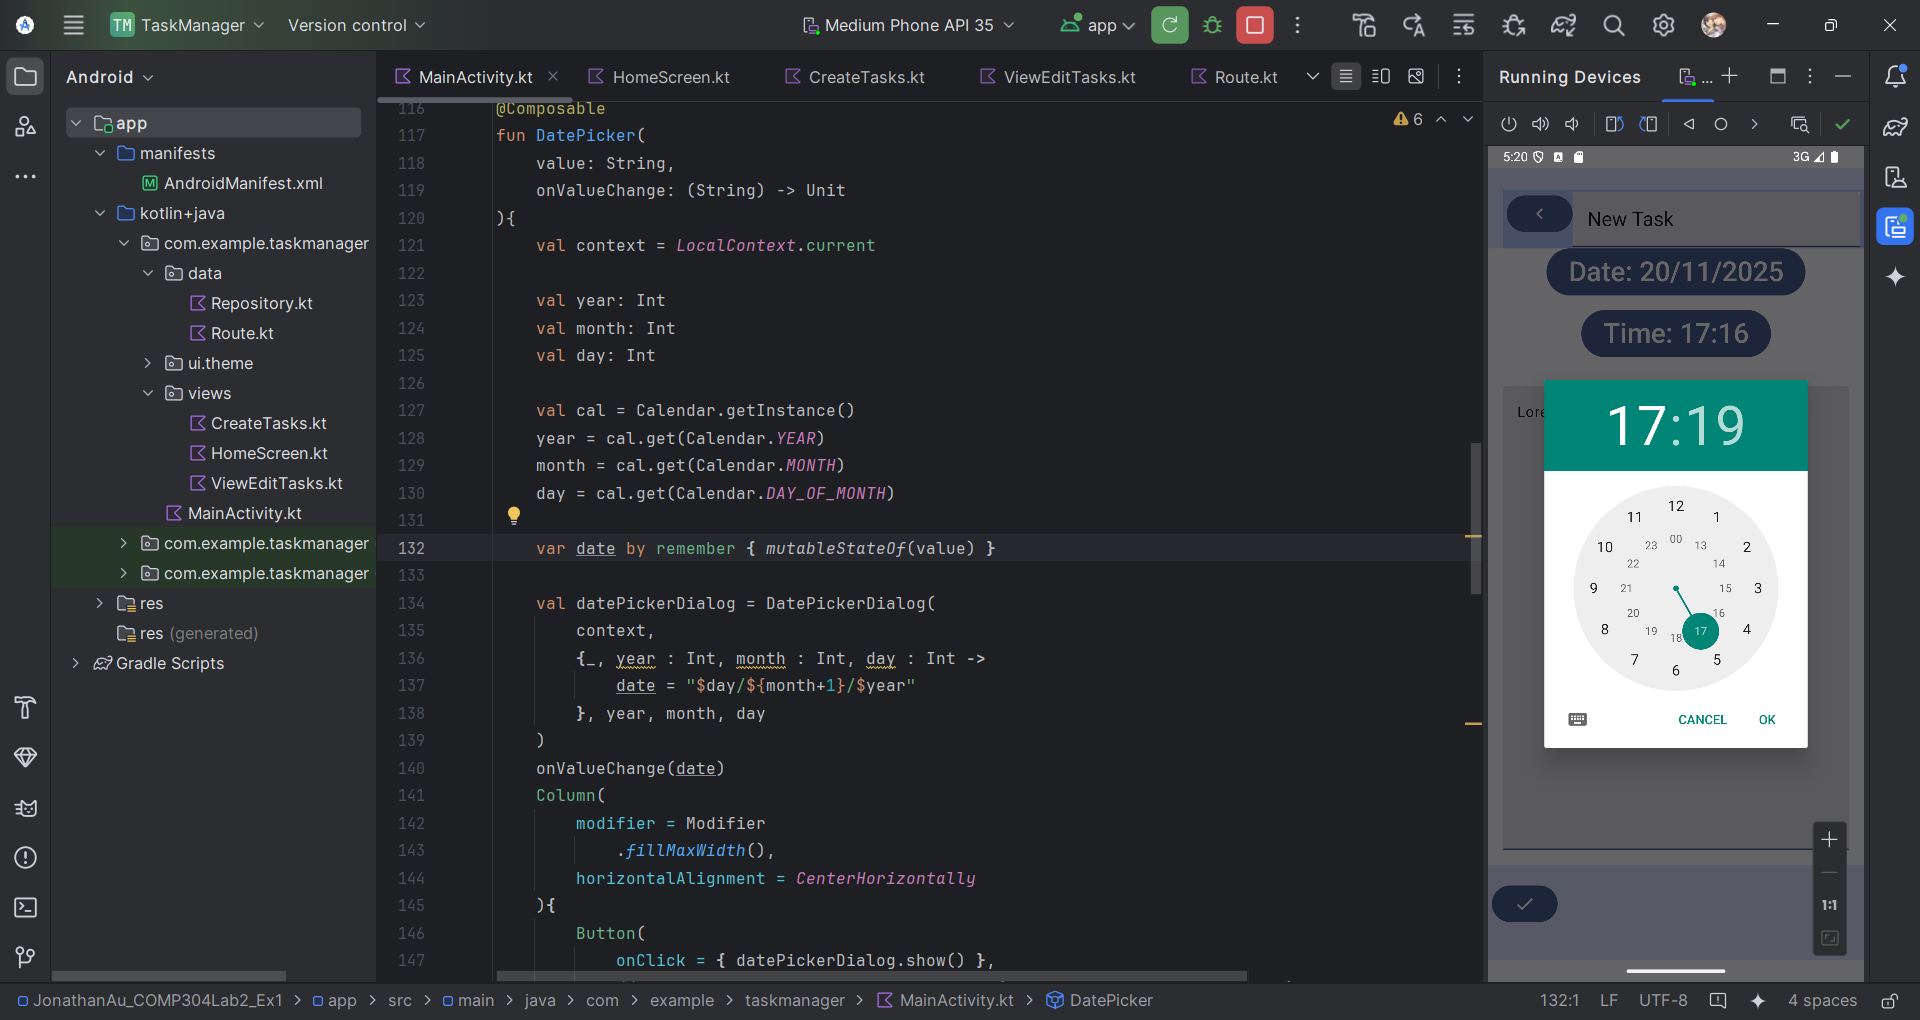 TM TaskManager Version control Medium Phone API 35 app
Android
app
manifests
AndroidManifest.xml
kotlin+java
com.example.taskmanager
data
Repository.kt
Route.kt
ui.theme
views
CreateTasks.kt
HomeScreen.kt
ViewEditTasks.kt
MainActivity.kt
com.example.taskmanager
com.example.taskmanager
res
res (generated)
Gradle Scripts
MainActivity.kt HomeScreen.kt CreateTasks.kt ViewEditTasks.kt Route.kt
6
116 @Composable
117 fun DatePicker(
118 value: String,
119 onValueChange: (String) -> Unit
120 ){
121 val context = LocalContext.current
122
123 val year: Int
124 val month: Int
125 val day: Int
126
127 val cal = Calendar.getInstance()
128 year = cal.get(Calendar.YEAR)
129 month = cal.get(Calendar.MONTH)
130 day = cal.get(Calendar.DAY_OF_MONTH)
131
132 var date by remember { mutableStateOf(value) }
133
134 val datePickerDialog = DatePickerDialog(
135 context,
136 {_, year : Int, month : Int, day : Int ->
137 date = "$day/${month+1}/$year"
138 }, year, month, day
139 )
140 onValueChange(date)
141 Column(
142 modifier = Modifier
143 .fillMaxWidth(),
144 horizontalAlignment = CenterHorizontally
145 ){
146 Button(
147 onClick = { datePickerDialog.show() },
Running Devices ...
5:20 3G
New Task
Date: 20/11/2025
Time: 17:16
Lore
17:19
12
11 1
00
23 13
10 2
22 14
9 21 15 3
20 16
8 19 17 4
18
7 5
6
CANCEL OK
1:1
JonathanAu_COMP304Lab2_Ex1 > app > src > main > java > com > example > taskmanager > MainActivity.kt > DatePicker 132:1 LF UTF-8 4 spaces